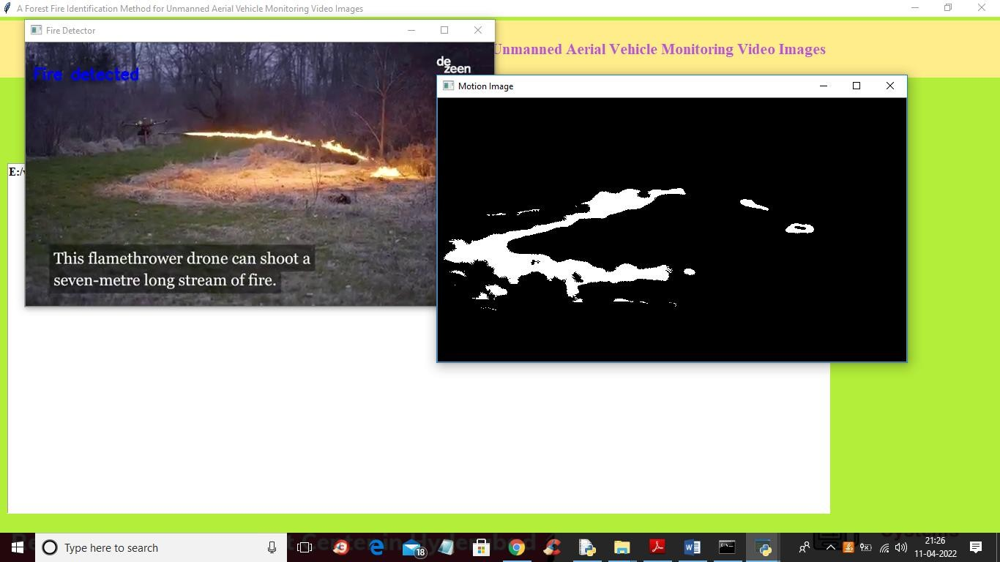 A Forest Fire Identification Method for Unmanned Aerial Vehicle Monitoring Video Images
Fire Detector
Unmanned Aerial Vehicle Monitoring Video Images
de
zeen
Fire detected
Motion Image
E:/
This flamethrower drone can shoot a
seven-metre long stream of fire.
Type here to search
18
21:26
11-04-2022